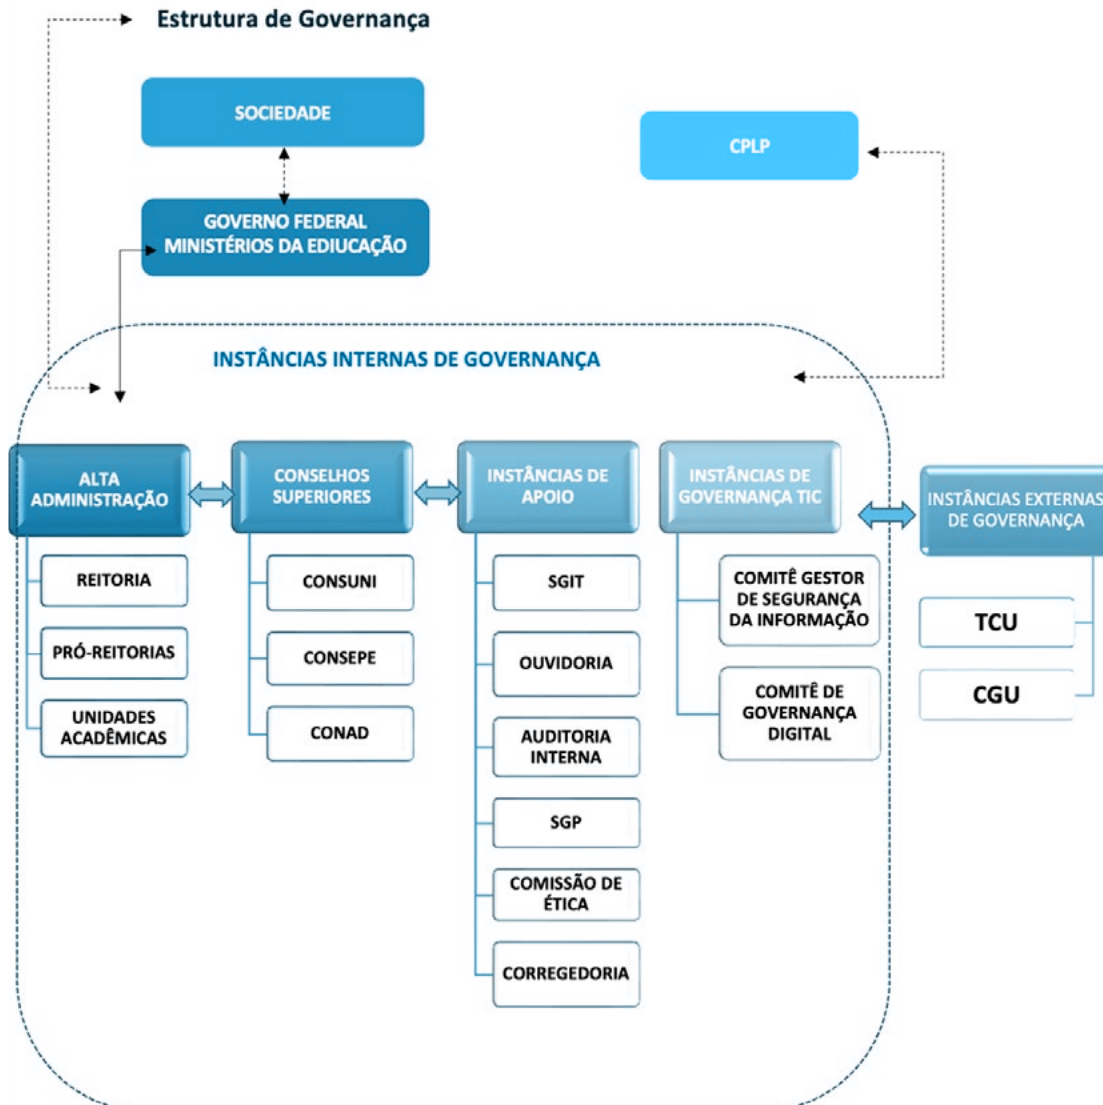 Estrutura de Governança
SOCIEDADE
CPLP
GOVERNO FEDERAL
MINISTÉRIOS DA EDIUCAÇÃO
INSTÂNCIAS INTERNAS DE GOVERNANÇA
ALTA
ADMINISTRAÇÃO
REITORIA
PRÓ-REITORIAS
UNIDADES
ACADÊMICAS
CONSELHOS
SUPERIORES
CONSUNI
CONSEPE
CONAD
INSTÂNCIAS DE
APOIO
SGIT
OUVIDORIA
AUDITORIA
INTERNA
SGP
COMISSÃO DE
ÉTICA
CORREGEDORIA
INSTÂNCIAS DE
GOVERNANÇA TIC
COMITÊ GESTOR
DE SEGURANÇA
DA INFORMAÇÃO
COMITÊ DE
GOVERNANÇA
DIGITAL
INSTÂNCIAS EXTERNAS
DE GOVERNANÇA
TCU
CGU